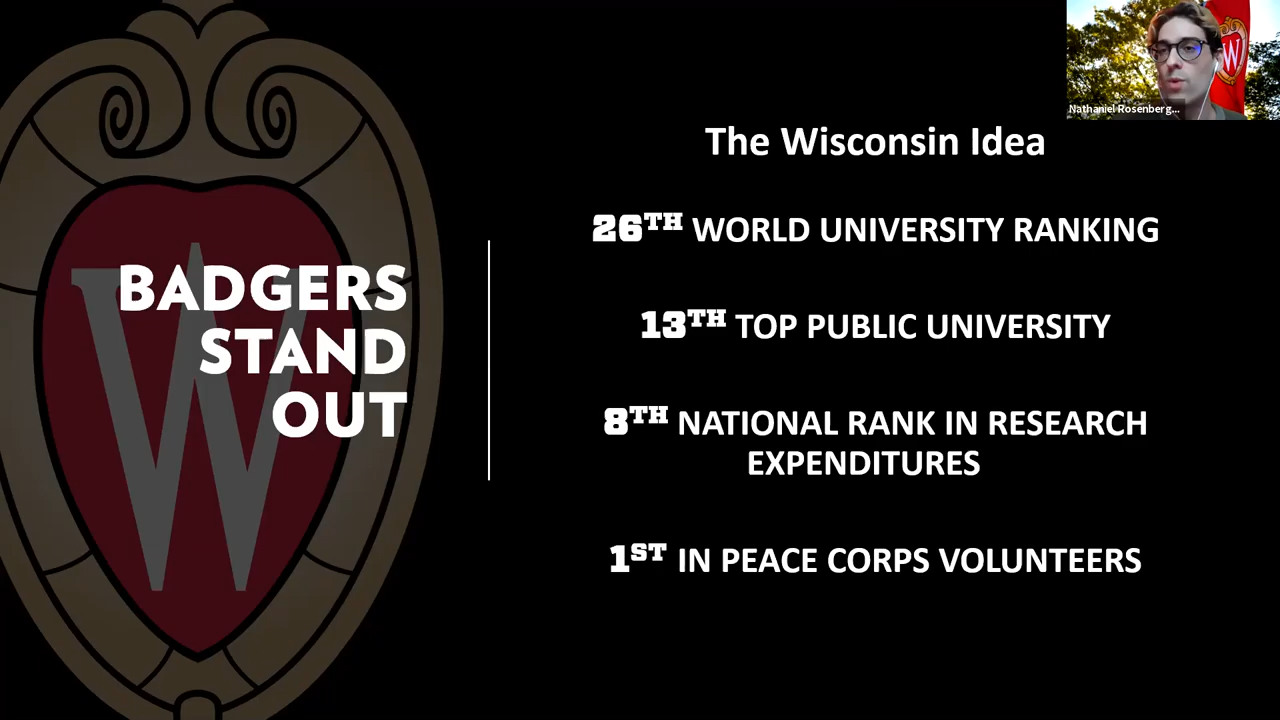 The Wisconsin Idea
26TH WORLD UNIVERSITY RANKING
13TH TOP PUBLIC UNIVERSITY
8TH NATIONAL RANK IN RESEARCH
EXPENDITURES
1ST IN PEACE CORPS VOLUNTEERS
BADGERS
STAND
OUT
W
W
Nathaniel Rosenberg...